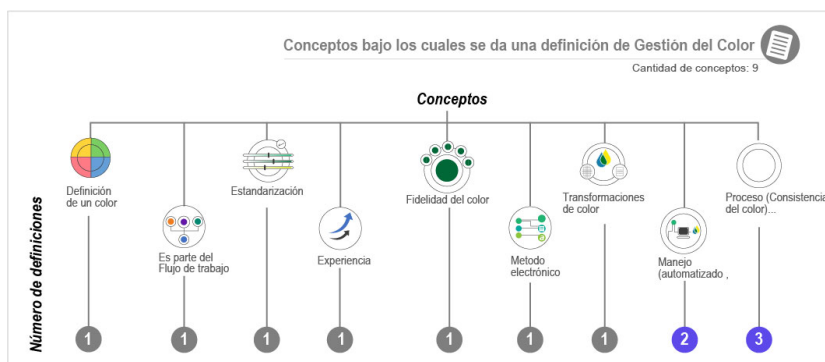 Conceptos bajo los cuales se da una definición de Gestión del Color
Cantidad de conceptos: 9
Conceptos
Número de definiciones
Definición
de un color
Es parte del
Flujo de trabajo
Estandarización
Experiencia
Fidelidad del color
Metodo
electrónico
Transformaciones
de color
Manejo
(automatizado ,
Proceso (Consistencia
del color)...
1
1
1
1
1
1
1
2
3